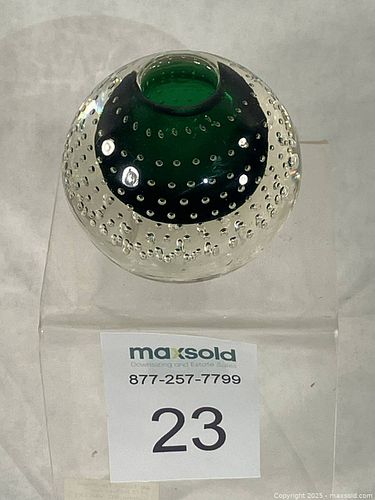 maxsold
Downsizing and Estate Sales
877-257-7799
23
Copyright © 2025 - maxsold.com